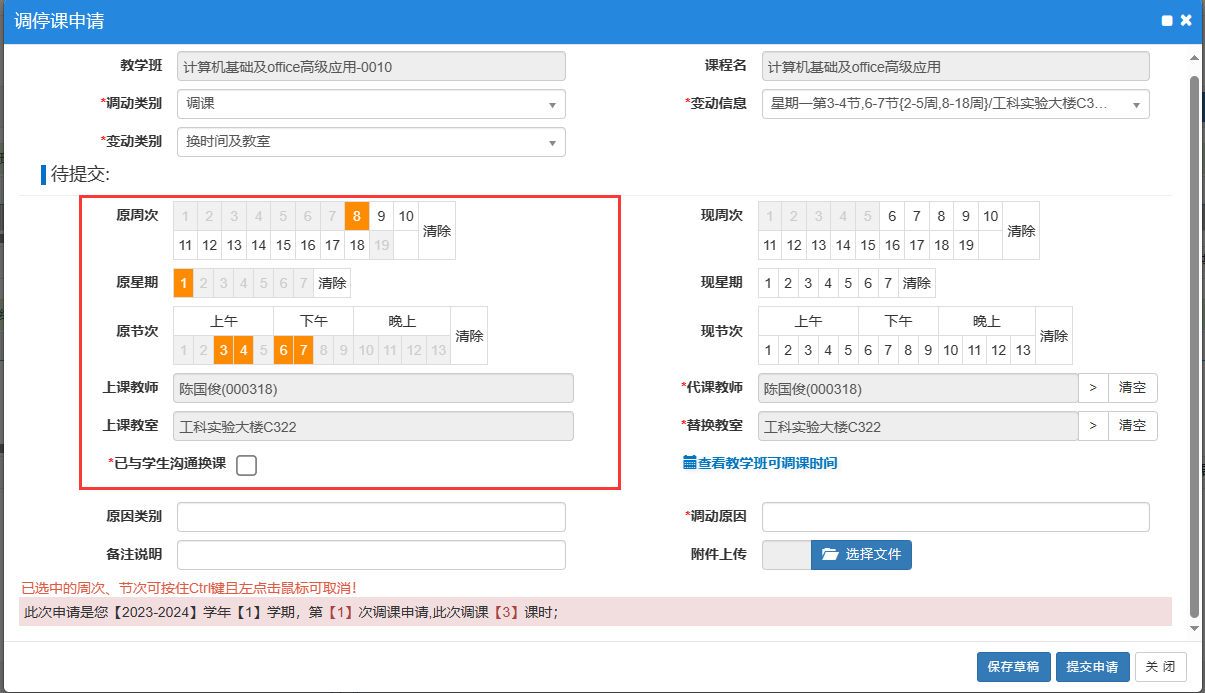 调停课申请
教学班 计算机基础及office高级应用-0010 课程名 计算机基础及office高级应用
*调动类别 调课 *变动信息 星期一第3-4节,6-7节{2-5周,8-18周}/工科实验大楼C3…
*变动类别 换时间及教室
待提交:
原周次 1 2 3 4 5 6 7 8 9 10 清除 现周次 1 2 3 4 5 6 7 8 9 10 清除
11 12 13 14 15 16 17 18 19 11 12 13 14 15 16 17 18 19
原星期 1 2 3 4 5 6 7 清除 现星期 1 2 3 4 5 6 7 清除
原节次 上午 下午 晚上 清除 现节次 上午 下午 晚上 清除
1 2 3 4 5 6 7 8 9 10 11 12 13 1 2 3 4 5 6 7 8 9 10 11 12 13
上课教师 陈国俊(000318) *代课教师 陈国俊(000318) > 清空
上课教室 工科实验大楼C322 *替换教室 工科实验大楼C322 > 清空
*已与学生沟通换课 查看教学班可调课时间
原因类别 *调动原因
备注说明 附件上传 选择文件
已选中的周次、节次可按住Ctrl键且左点击鼠标可取消!
此次申请是您【2023-2024】学年【1】学期，第【1】次调课申请,此次调课【3】课时;
保存草稿 提交申请 关 闭